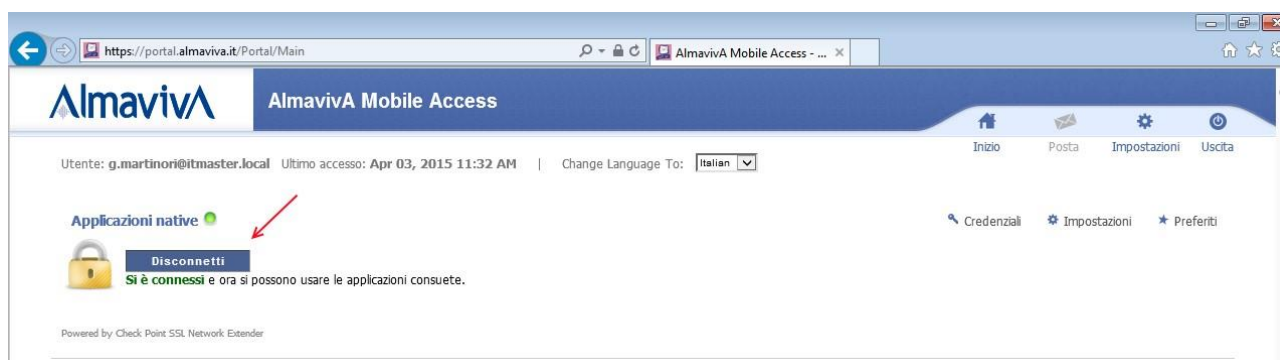 https://portal.almaviva.it/Portal/Main
AlmavivA Mobile Access - ...
AlmavivA
AlmavivA Mobile Access
Inizio
Posta
Impostazioni
Uscita
Utente: g.martinori@itmaster.local Ultimo accesso: Apr 03, 2015 11:32 AM | Change Language To: Italian
Applicazioni native
Credenziali
Impostazioni
Preferiti
Disconnetti
Si è connessi e ora si possono usare le applicazioni consuete.
Powered by Check Point SSL Network Extender